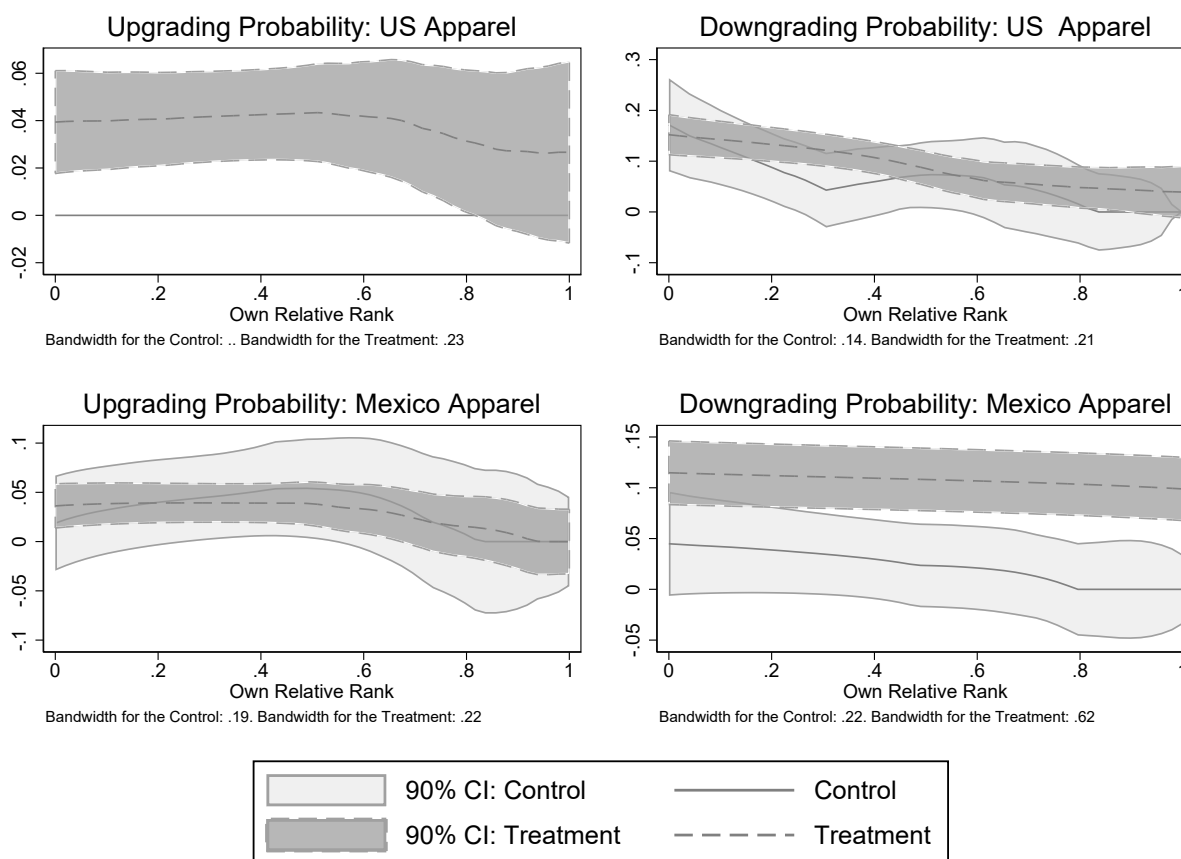 Upgrading Probability: US Apparel
.06
.04
.02
0
-.02
0 .2 .4 .6 .8 1
Own Relative Rank
Bandwidth for the Control: .. Bandwidth for the Treatment: .23
Downgrading Probability: US  Apparel
.3
.2
.1
0
-.1
0 .2 .4 .6 .8 1
Own Relative Rank
Bandwidth for the Control: .14. Bandwidth for the Treatment: .21
Upgrading Probability: Mexico Apparel
.1
.05
0
-.05
-.1
0 .2 .4 .6 .8 1
Own Relative Rank
Bandwidth for the Control: .19. Bandwidth for the Treatment: .22
Downgrading Probability: Mexico Apparel
.15
.1
.05
0
-.05
0 .2 .4 .6 .8 1
Own Relative Rank
Bandwidth for the Control: .22. Bandwidth for the Treatment: .62
90% CI: Control Control
90% CI: Treatment Treatment